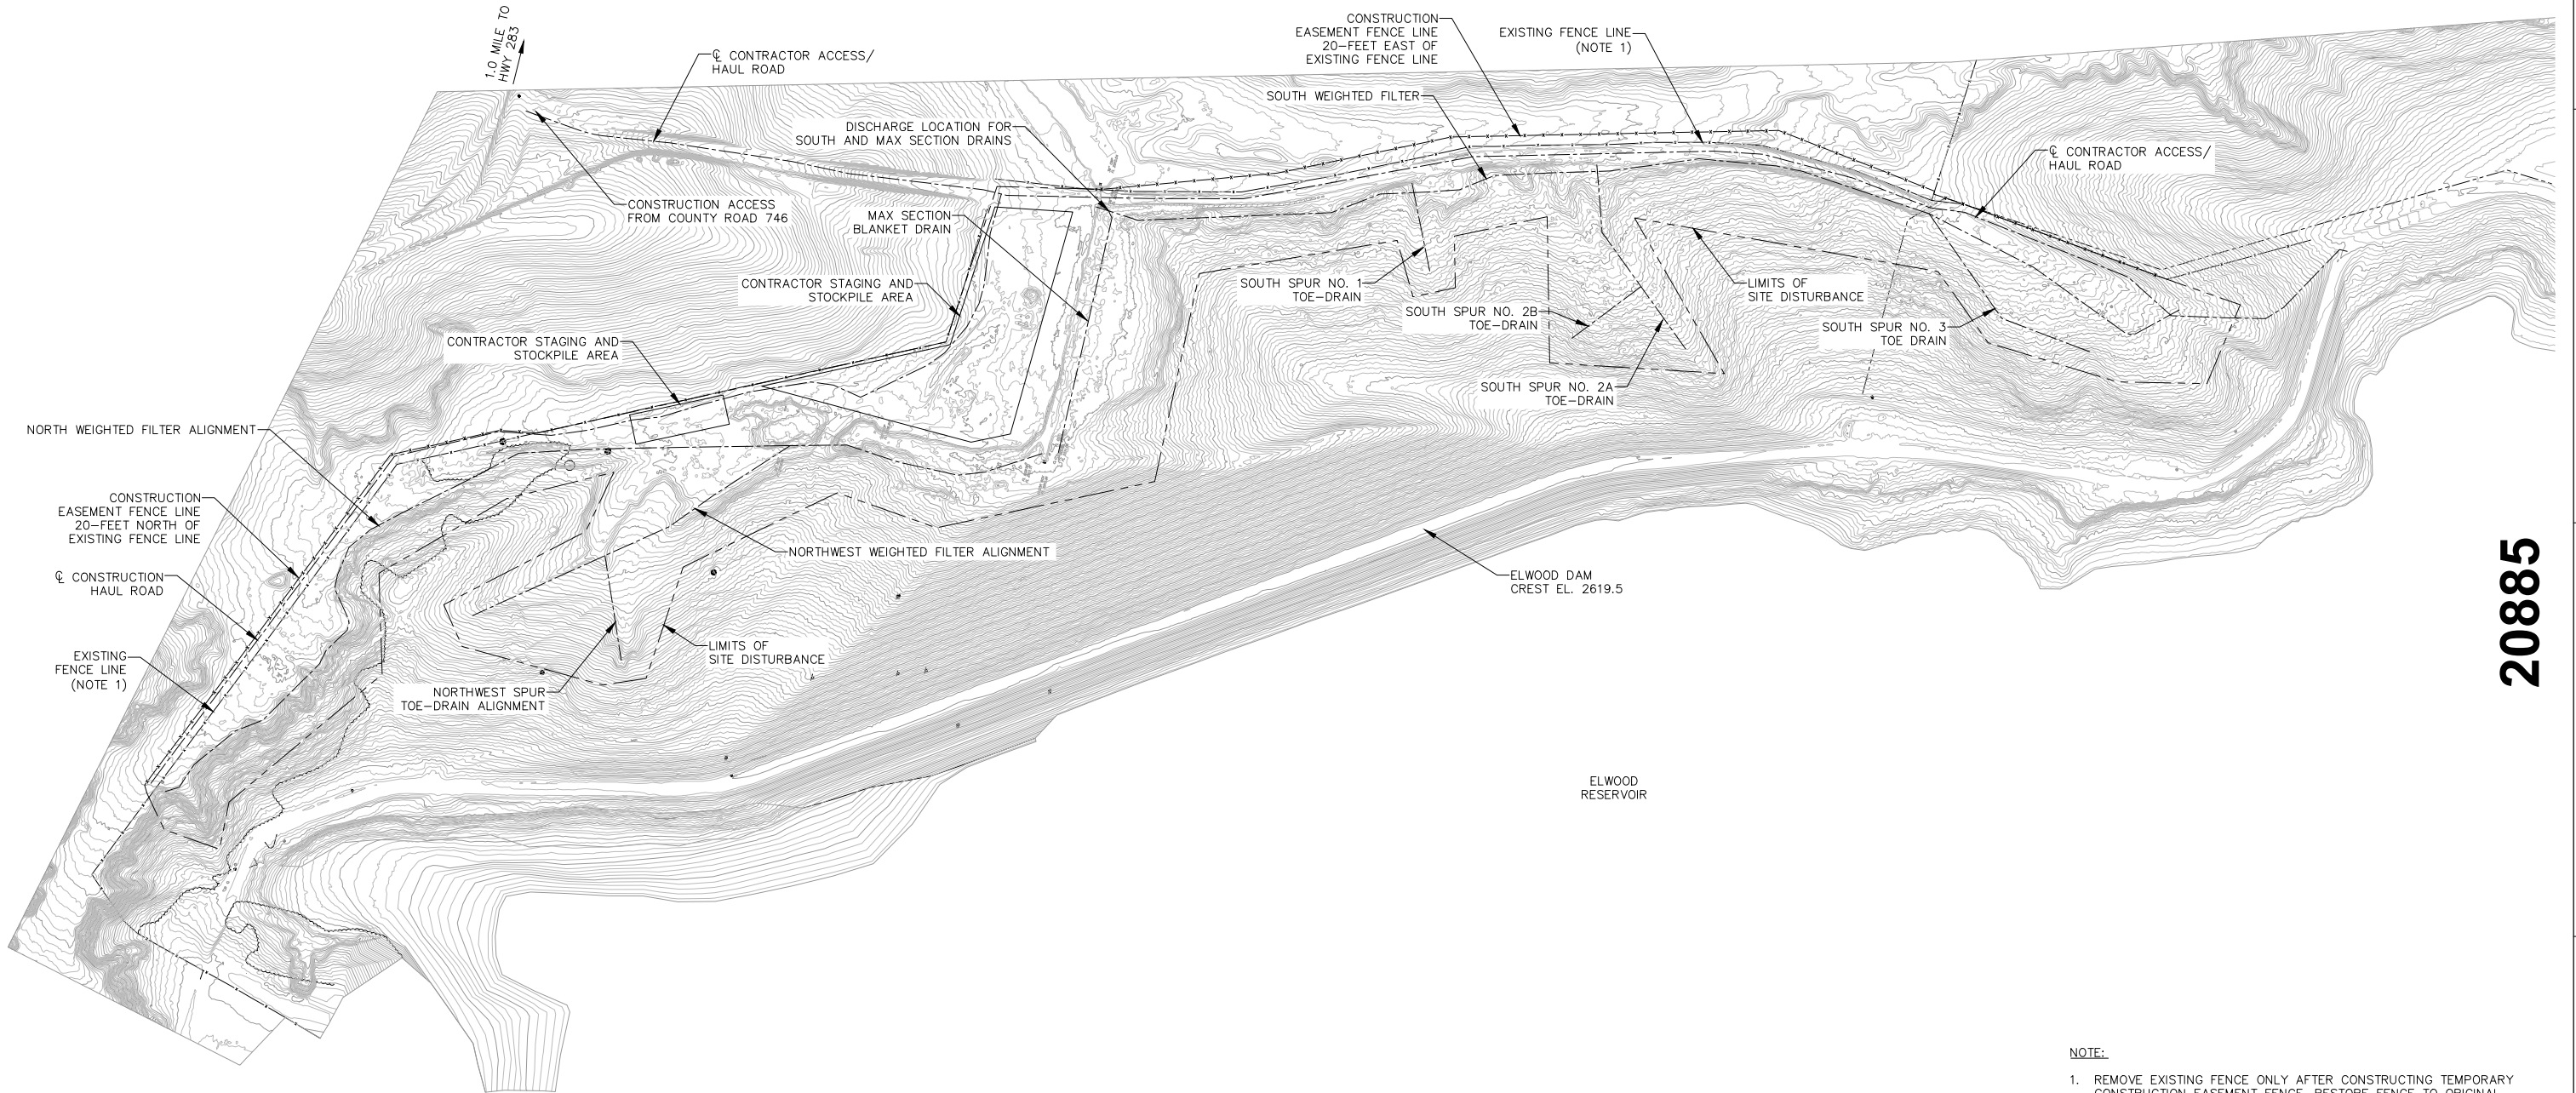 1.0 MILE TO
HWY 283
℄ CONTRACTOR ACCESS/
HAUL ROAD
CONSTRUCTION
EASEMENT FENCE LINE
20-FEET EAST OF
EXISTING FENCE LINE
EXISTING FENCE LINE
(NOTE 1)
SOUTH WEIGHTED FILTER
DISCHARGE LOCATION FOR
SOUTH AND MAX SECTION DRAINS
℄ CONTRACTOR ACCESS/
HAUL ROAD
CONSTRUCTION ACCESS
FROM COUNTY ROAD 746
MAX SECTION
BLANKET DRAIN
CONTRACTOR STAGING AND
STOCKPILE AREA
SOUTH SPUR NO. 1
TOE-DRAIN
LIMITS OF
SITE DISTURBANCE
SOUTH SPUR NO. 2B
TOE-DRAIN
SOUTH SPUR NO. 3
TOE DRAIN
CONTRACTOR STAGING AND
STOCKPILE AREA
SOUTH SPUR NO. 2A
TOE-DRAIN
NORTH WEIGHTED FILTER ALIGNMENT
CONSTRUCTION
EASEMENT FENCE LINE
20-FEET NORTH OF
EXISTING FENCE LINE
NORTHWEST WEIGHTED FILTER ALIGNMENT
℄ CONSTRUCTION
HAUL ROAD
ELWOOD DAM
CREST EL. 2619.5
20885
EXISTING
FENCE LINE
(NOTE 1)
LIMITS OF
SITE DISTURBANCE
NORTHWEST SPUR
TOE-DRAIN ALIGNMENT
ELWOOD
RESERVOIR
NOTE:
1. REMOVE EXISTING FENCE ONLY AFTER CONSTRUCTING TEMPORARY
CONSTRUCTION EASEMENT FENCE. RESTORE FENCE TO ORIGINAL